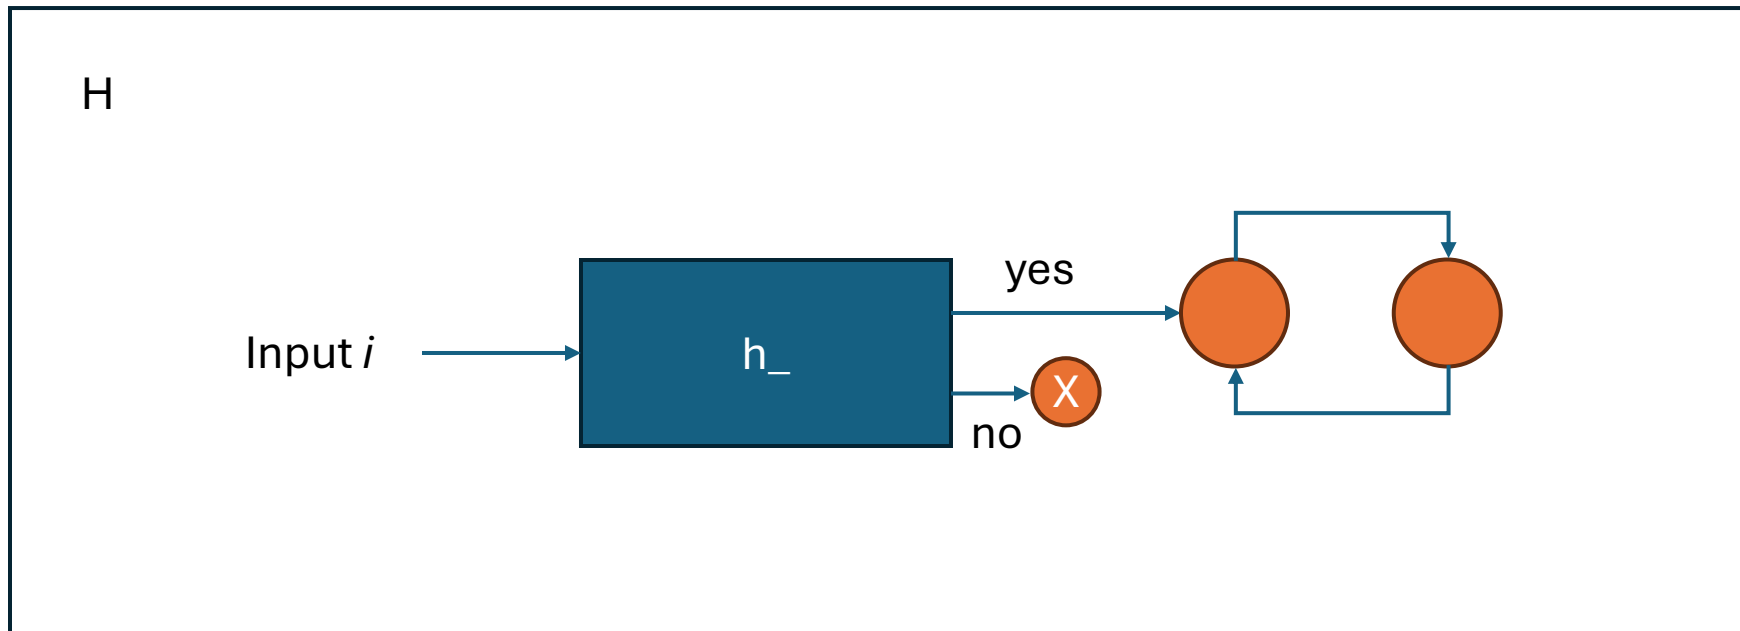 H
yes
Input i
h_
X
no